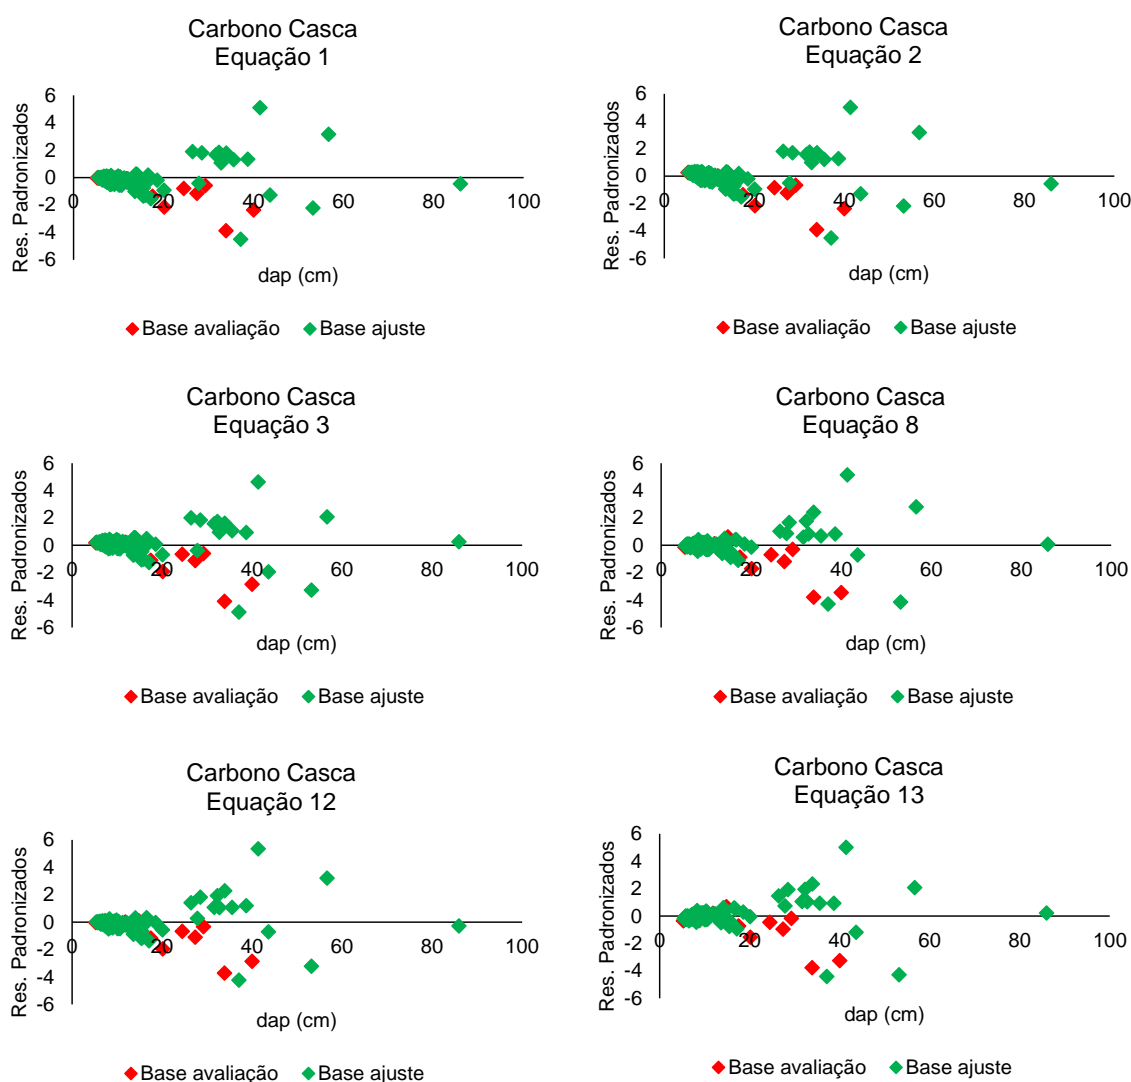 Carbono Casca
Equação 1
6
4
2
0
-2
-4
-6
0
20
40
60
80
100
Res. Padronizados
dap (cm)
Base avaliação
Base ajuste
Carbono Casca
Equação 2
6
4
2
0
-2
-4
-6
0
20
40
60
80
100
Res. Padronizados
dap (cm)
Base avaliação
Base ajuste
Carbono Casca
Equação 3
6
4
2
0
-2
-4
-6
0
20
40
60
80
100
Res. Padronizados
dap (cm)
Base avaliação
Base ajuste
Carbono Casca
Equação 8
6
4
2
0
-2
-4
-6
0
20
40
60
80
100
Res. Padronizados
dap (cm)
Base avaliação
Base ajuste
Carbono Casca
Equação 12
6
4
2
0
-2
-4
-6
0
20
40
60
80
100
Res. Padronizados
dap (cm)
Base avaliação
Base ajuste
Carbono Casca
Equação 13
6
4
2
0
-2
-4
-6
0
20
40
60
80
100
Res. Padronizados
dap (cm)
Base avaliação
Base ajuste